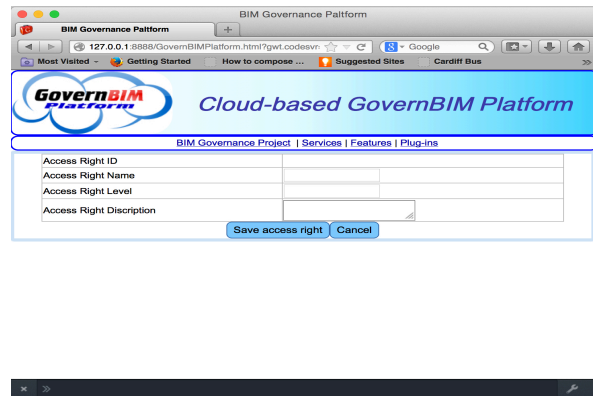 BIM Governance Paltform
BIM Governance Paltform
127.0.0.1:8888/GovernBIMPlatform.html?gwt.codesvr: Google
Most Visited Getting Started How to compose ... Suggested Sites Cardiff Bus
GovernBIM
Platform
Cloud-based GovernBIM Platform
BIM Governance Project | Services | Features | Plug-ins
Access Right ID
Access Right Name
Access Right Level
Access Right Discription
Save access right Cancel